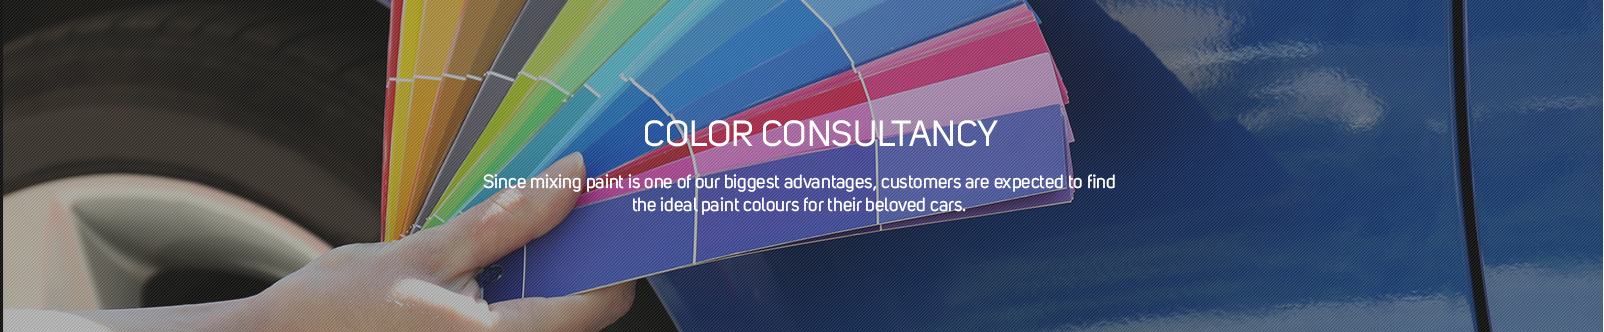 COLOR CONSULTANCY
Since mixing paint is one of our biggest advantages, customers are expected to find
the ideal paint colours for their beloved cars.